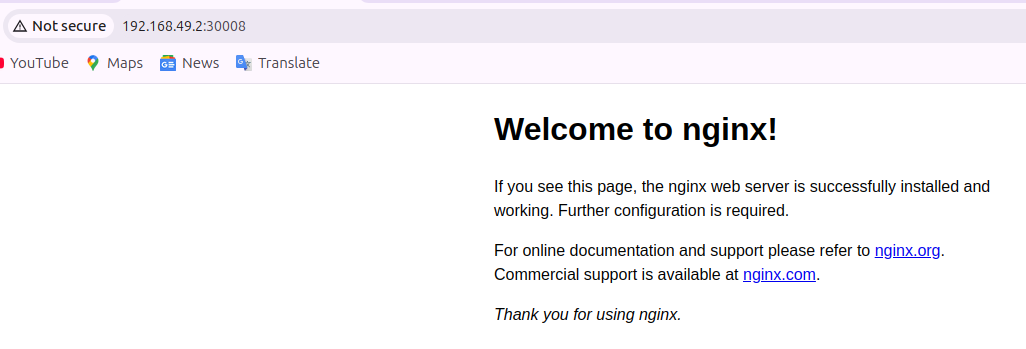 Not secure 192.168.49.2:30008
YouTube Maps News Translate
Welcome to nginx!
If you see this page, the nginx web server is successfully installed and
working. Further configuration is required.
For online documentation and support please refer to nginx.org.
Commercial support is available at nginx.com.
Thank you for using nginx.